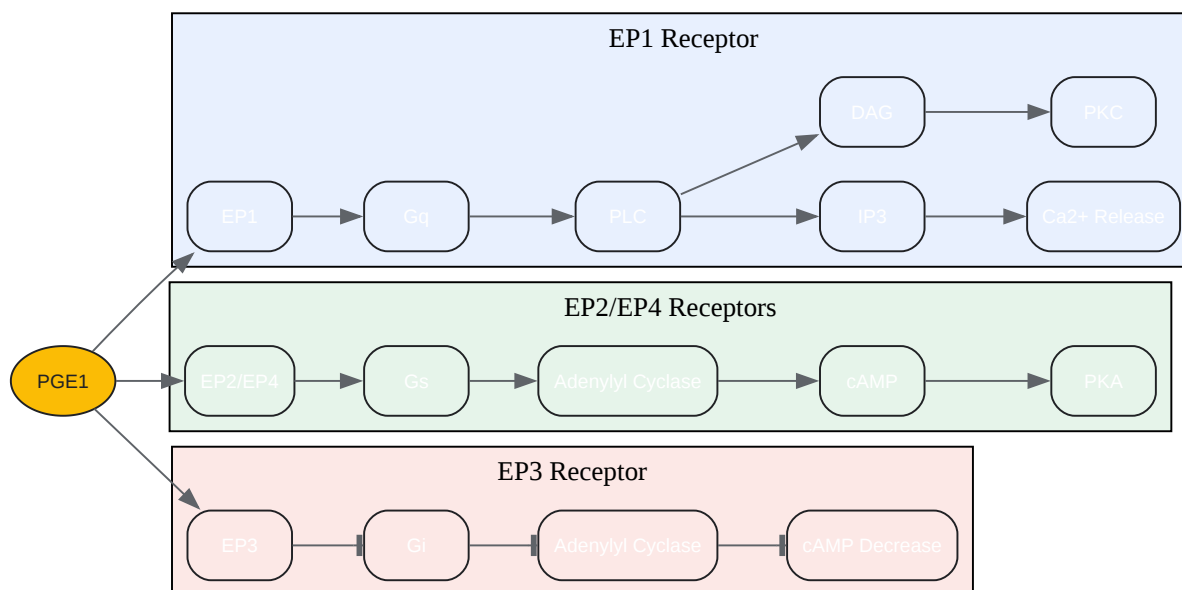 EP1 Receptor
DAG
PKC
EP1
Gq
PLC
IP3
Ca2+ Release
EP2/EP4 Receptors
PGE1
EP2/EP4
Gs
Adenylyl Cyclase
cAMP
PKA
EP3 Receptor
EP3
Gi
Adenylyl Cyclase
cAMP Decrease